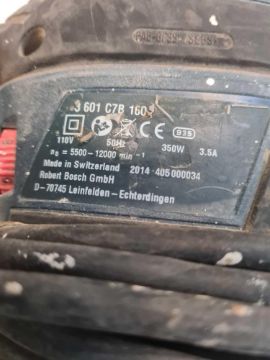 3 601 C7B 160
935
110V 50Hz 350W 3.5A
n₀ = 5500-12000 min⁻¹
Made in Switzerland 2014 405000034
Robert Bosch GmbH
D-70745 Leinfelden-Echterdingen